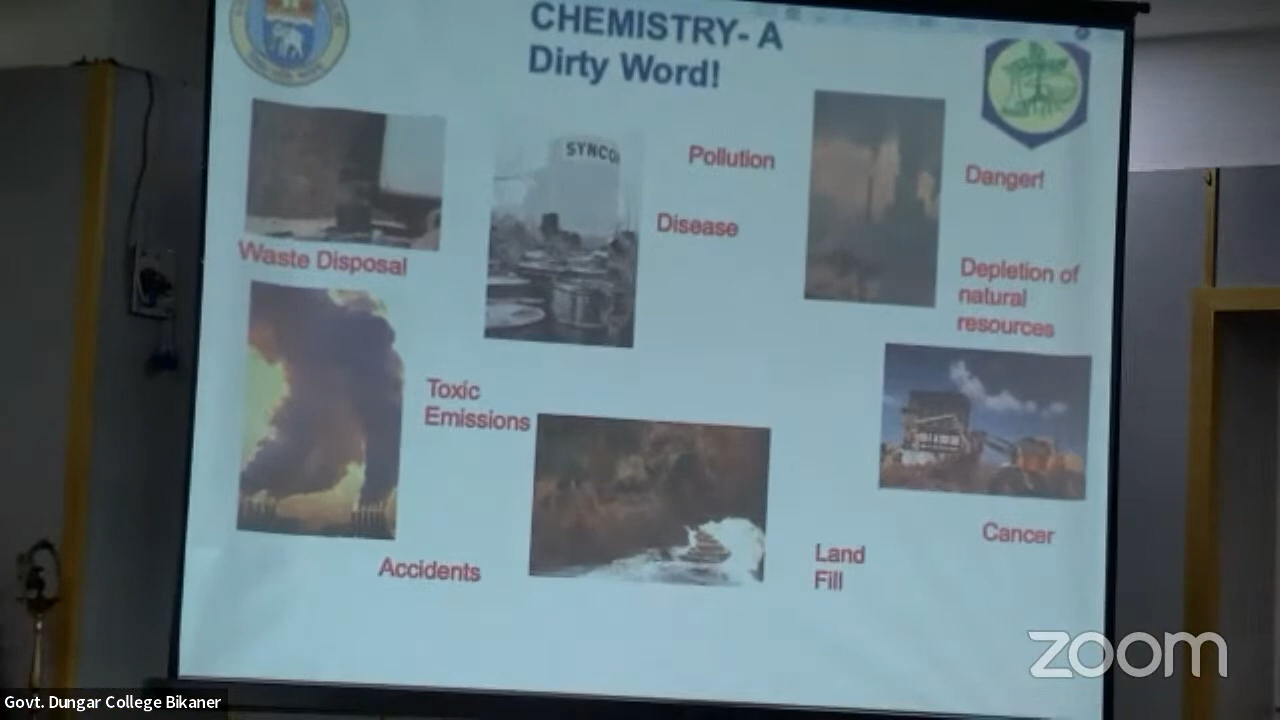 CHEMISTRY- A
Dirty Word!
SYNCO
Pollution
Danger!
Disease
Waste Disposal
Depletion of
natural
resources
Toxic
Emissions
Cancer
Land
Fill
Accidents
zoom
Govt. Dungar College Bikaner